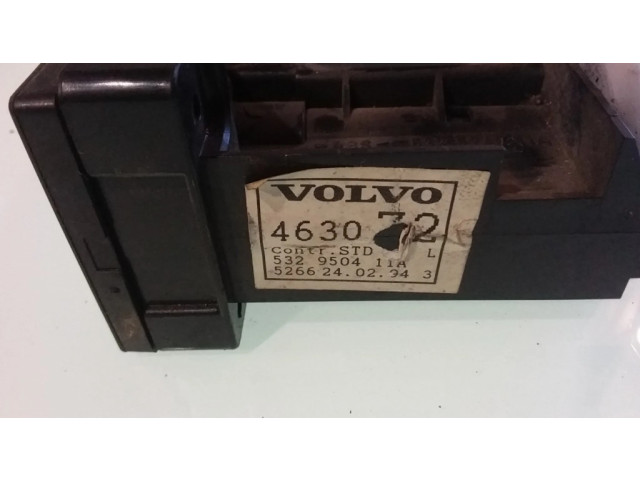 VOLVO
4630 72
Contr.STD L
532 9504 11A
5266 24.02.94 3